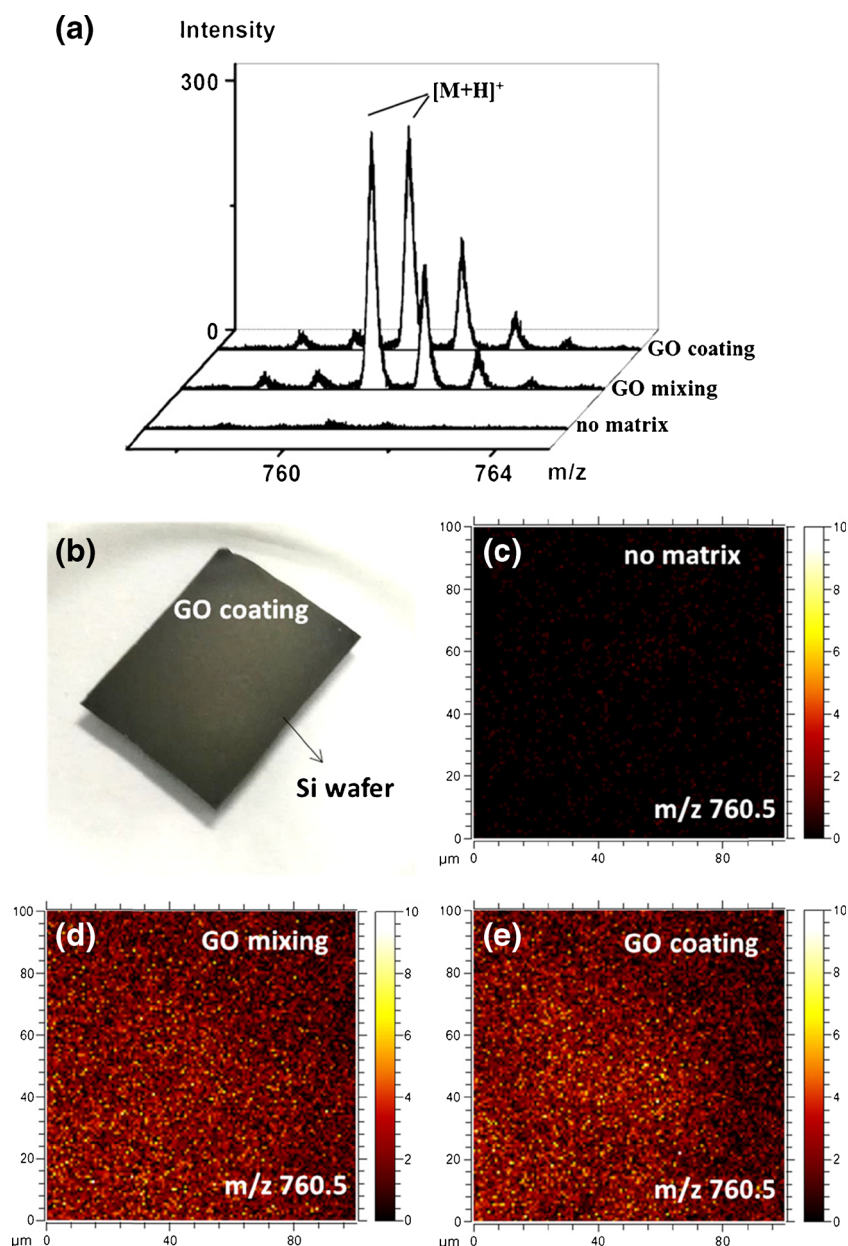 (a)
Intensity
300
[M+H]⁺
0
GO coating
GO mixing
no matrix
760
764
m/z
(b)
GO coating
Si wafer
(c)
no matrix
m/z 760.5
100
80
60
40
20
0
µm
0
40
80
10
8
6
4
2
0
(d)
GO mixing
m/z 760.5
100
80
60
40
20
0
µm
0
40
80
10
8
6
4
2
0
(e)
GO coating
m/z 760.5
100
80
60
40
20
0
µm
0
40
80
10
8
6
4
2
0